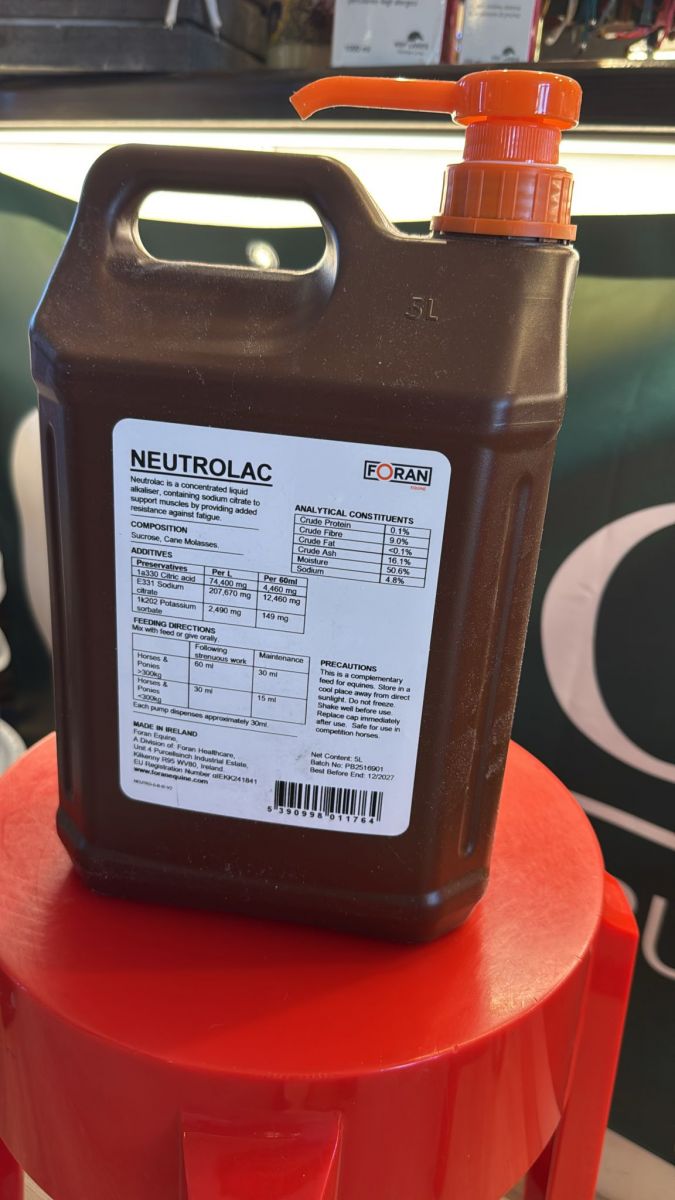 5L
NEUTROLAC
FORAN
EQUINE
Neutrolac is a concentrated liquid
alkaliser, containing sodium citrate to
support muscles by providing added
resistance against fatigue.
COMPOSITION
Sucrose, Cane Molasses.
ADDITIVES
Preservatives Per L Per 60ml
1a330 Citric acid 74,400 mg 4,460 mg
E331 Sodium
citrate 207,670 mg 12,460 mg
1k202 Potassium
sorbate 2,490 mg 149 mg
ANALYTICAL CONSTITUENTS
Crude Protein 0.1%
Crude Fibre 9.0%
Crude Fat <0.1%
Crude Ash 16.1%
Moisture 50.6%
Sodium 4.8%
FEEDING DIRECTIONS
Mix with feed or give orally.
Following
strenuous work Maintenance
Horses &
Ponies
>300kg 60 ml 30 ml
Horses &
Ponies
<300kg 30 ml 15 ml
Each pump dispenses approximately 30ml.
PRECAUTIONS
This is a complementary
feed for equines. Store in a
cool place away from direct
sunlight. Do not freeze.
Shake well before use.
Replace cap immediately
after use. Safe for use in
competition horses.
MADE IN IRELAND
Foran Equine,
A Division of: Foran Healthcare,
Unit 4 Purcellsinch Industrial Estate,
Kilkenny R95 WV80, Ireland.
EU Registration Number αIEKK241841
www.foranequine.com
Net Content: 5L
Batch No: PB2516901
Best Before End: 12/2027
5 390998 011764